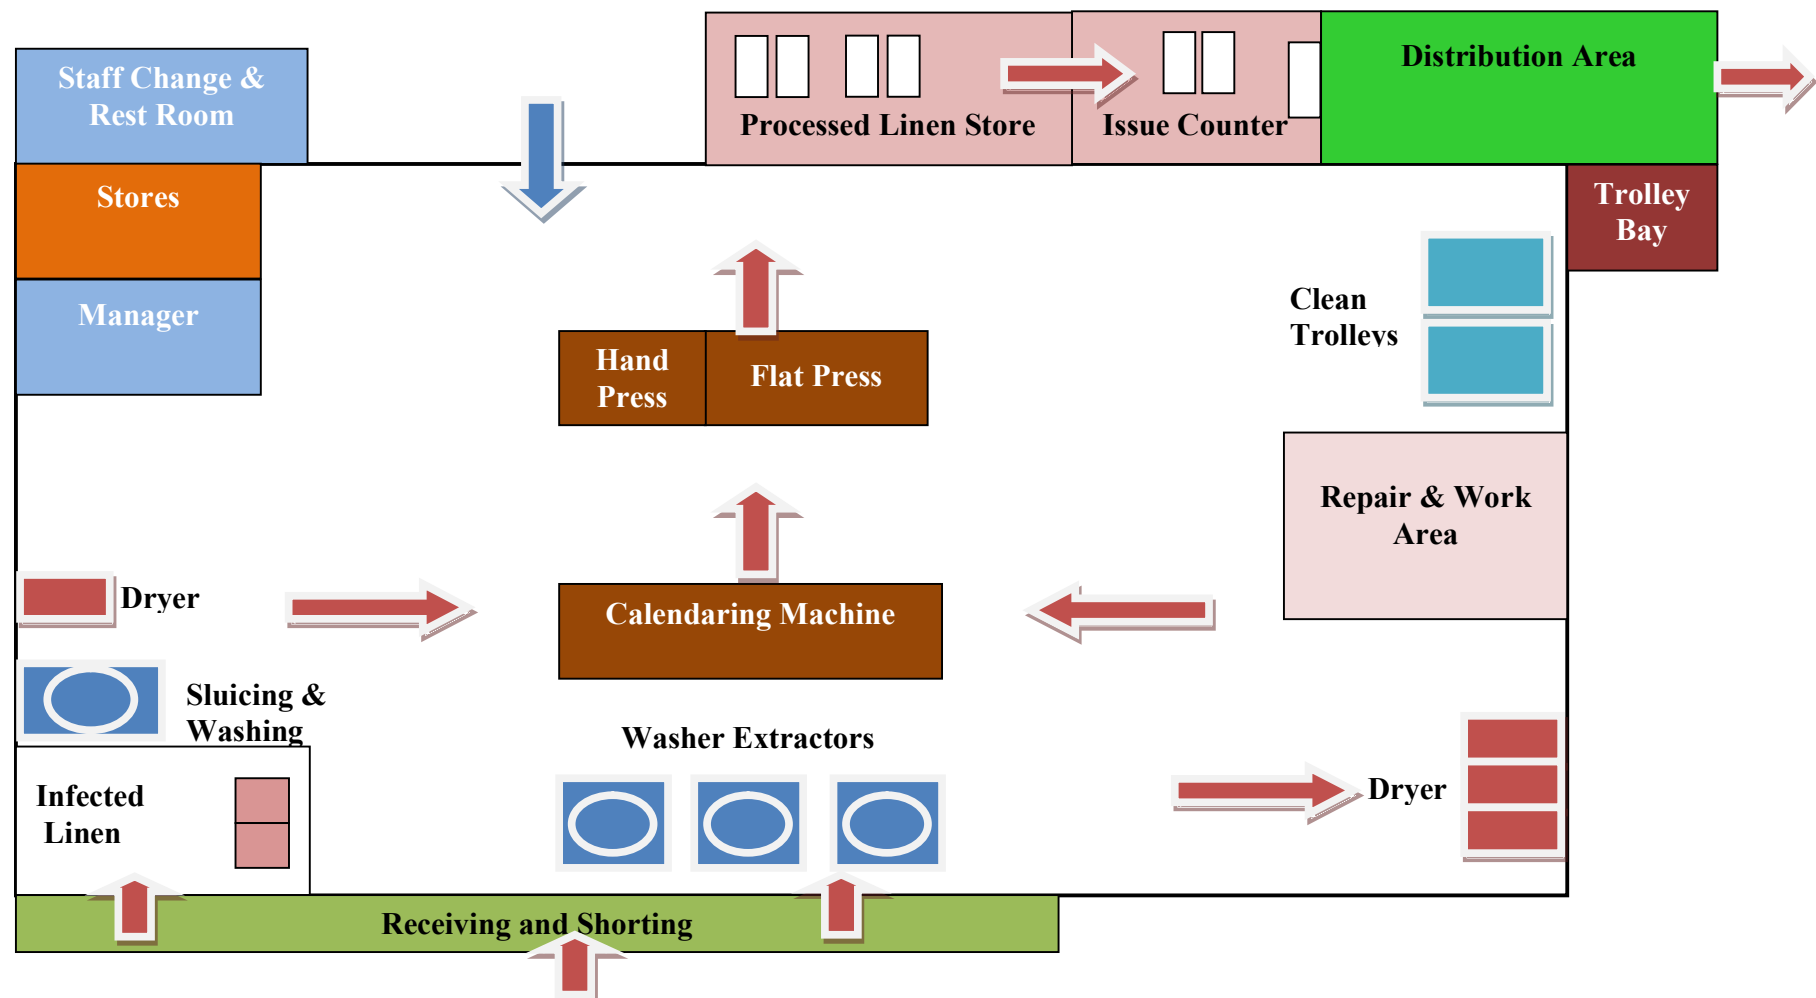 Staff Change &
Rest Room
Processed Linen Store
Issue Counter
Distribution Area
Stores
Trolley
Bay
Manager
Clean
Trolleys
Hand
Press
Flat Press
Repair & Work
Area
Dryer
Calendaring Machine
Sluicing &
Washing
Washer Extractors
Infected
Linen
Dryer
Receiving and Shorting